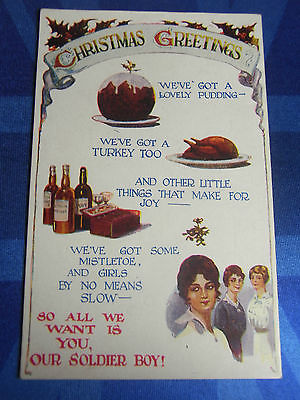 CHRISTMAS GREETINGS
WE'VE GOT A
LOVELY PUDDING—
WE'VE GOT A
TURKEY TOO
AND OTHER LITTLE
THINGS THAT MAKE FOR
JOY —
WE'VE GOT SOME
MISTLETOE,
AND GIRLS
BY NO MEANS
SLOW—
SO ALL WE
WANT IS
YOU,
OUR SOLDIER BOY!